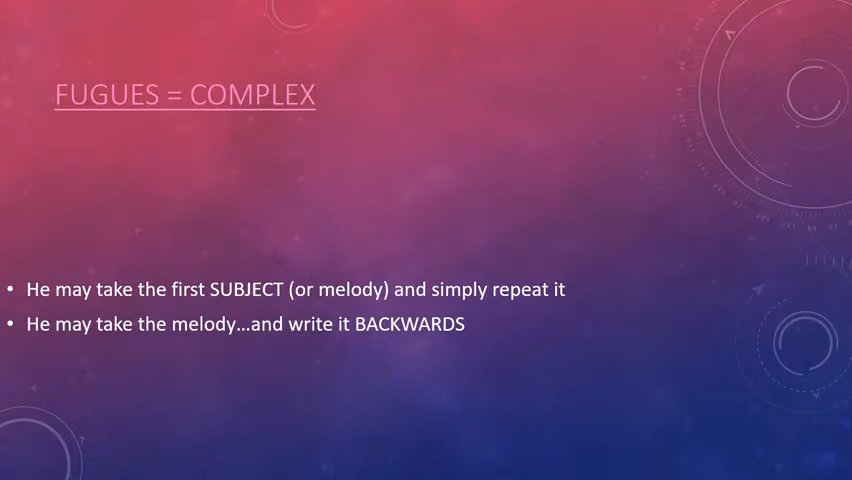 FUGUES = COMPLEX
• He may take the first SUBJECT (or melody) and simply repeat it
• He may take the melody…and write it BACKWARDS